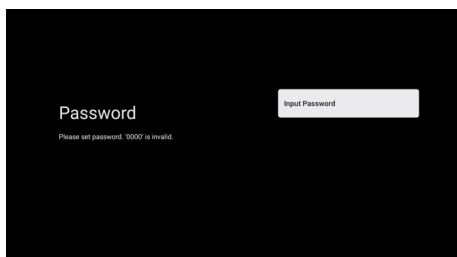 Input Password
Password
Please set password. '0000' is invalid.